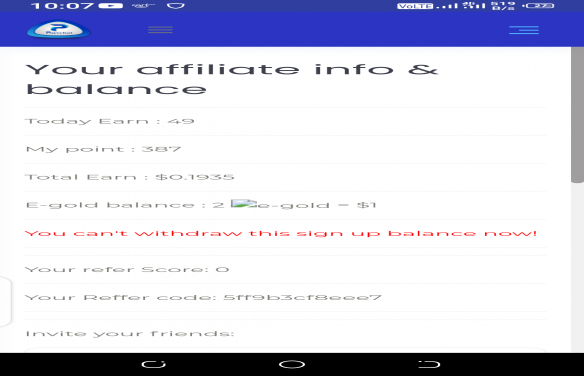 10:07
VoLTE 4G 519 B/s 27
Your affiliate info &
balance
Today Earn : 49
My point : 387
Total Earn : $0.1935
E-gold balance : 2 e-gold = $1
You can't withdraw this sign up balance now!
Your refer Score: 0
Your Reffer code: 5ff9b3cf8eee7
Invite your friends: